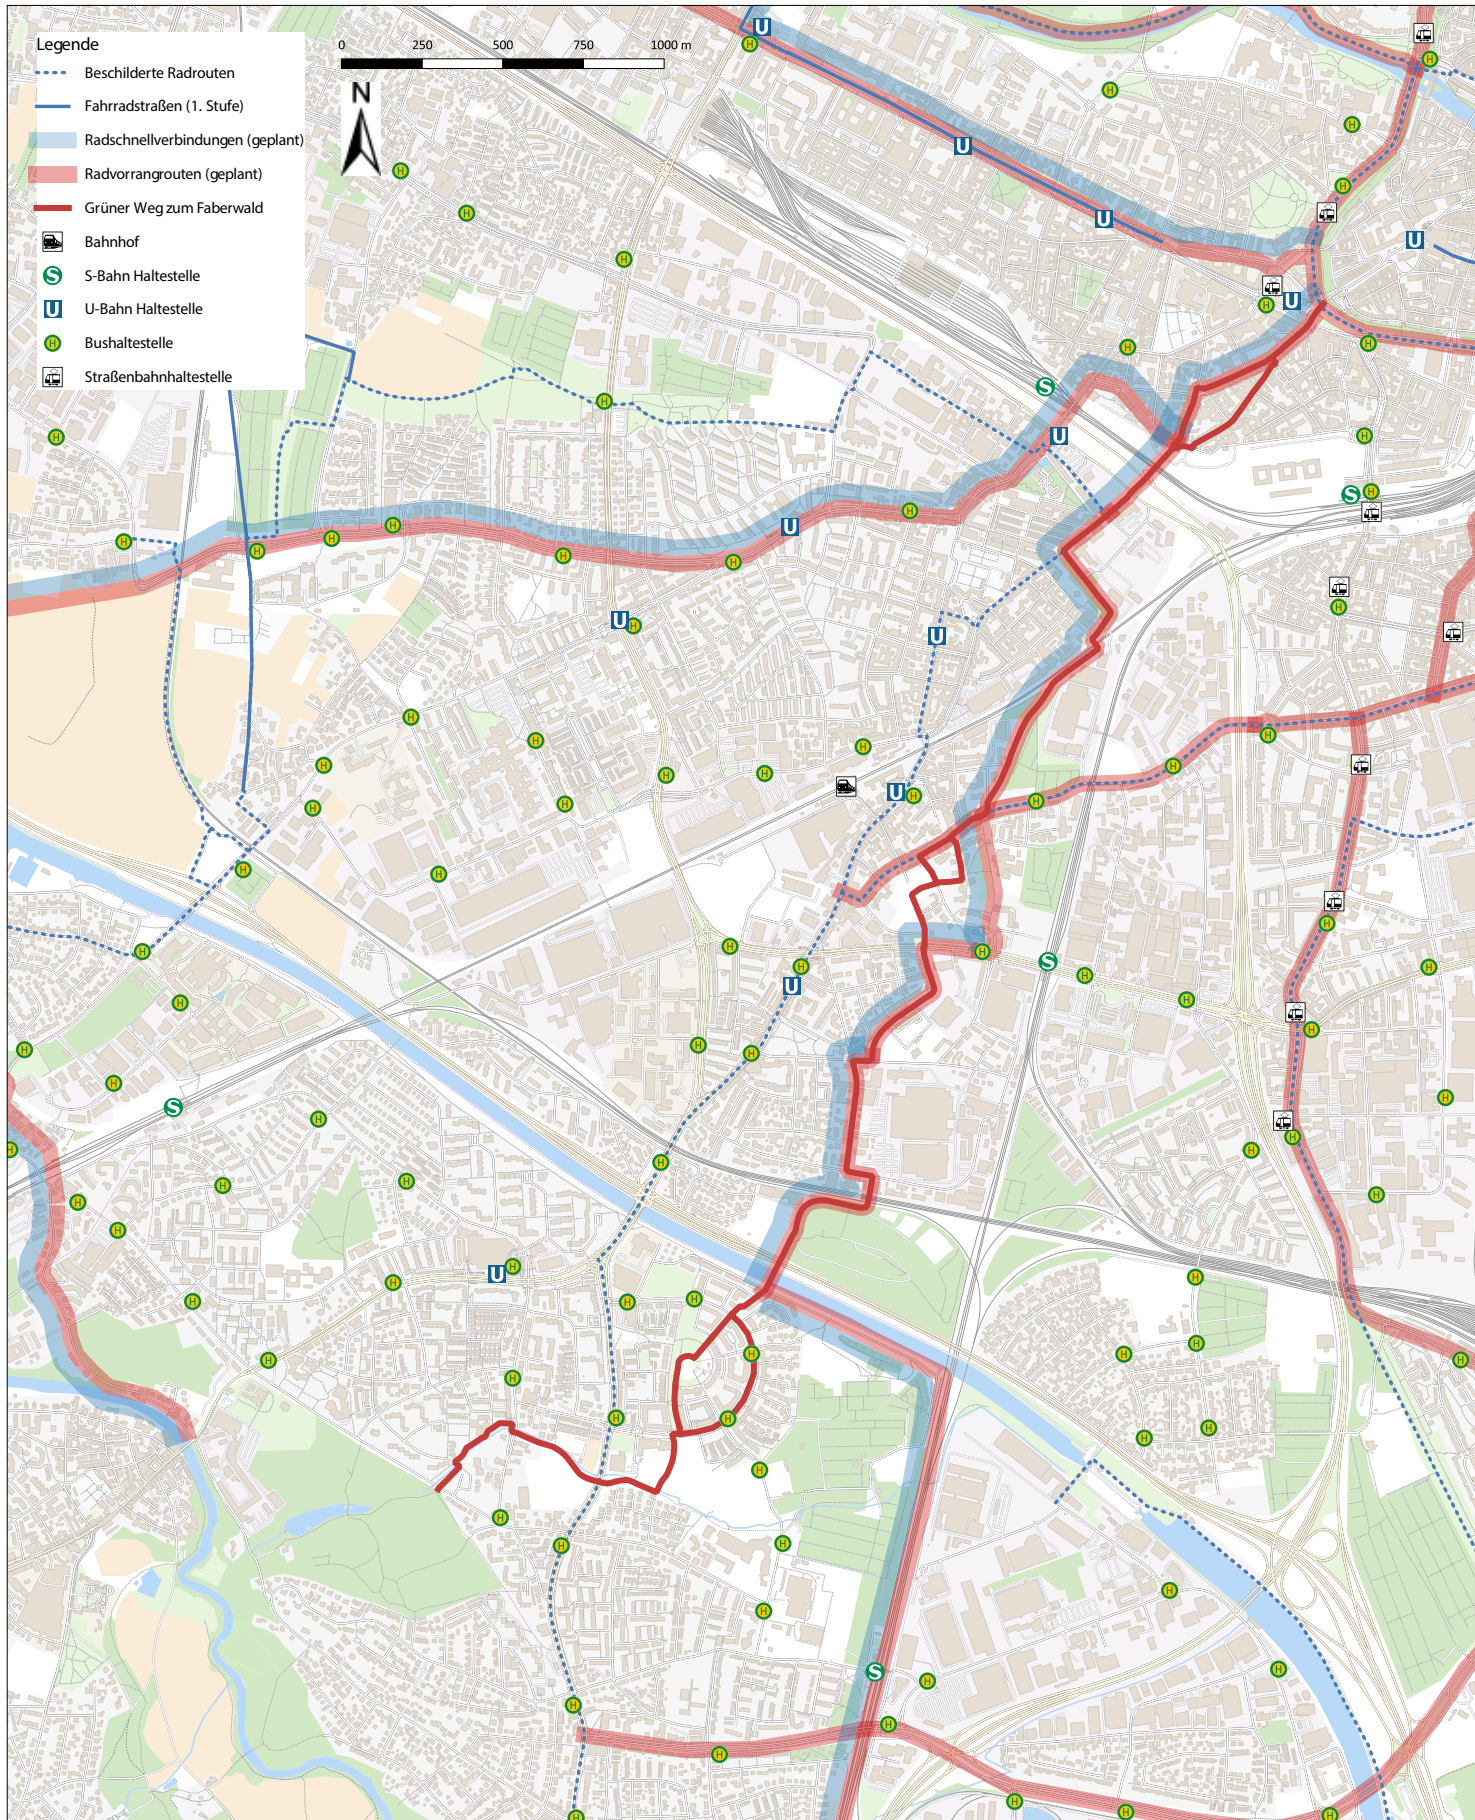 Legende
Beschilderte Radrouten
Fahrradstraßen (1. Stufe)
Radschnellverbindungen (geplant)
Radvorrangrouten (geplant)
Grüner Weg zum Faberwald
Bahnhof
S S-Bahn Haltestelle
U U-Bahn Haltestelle
H Bushaltestelle
Straßenbahnhaltestelle
0 250 500 750 1000 m
N